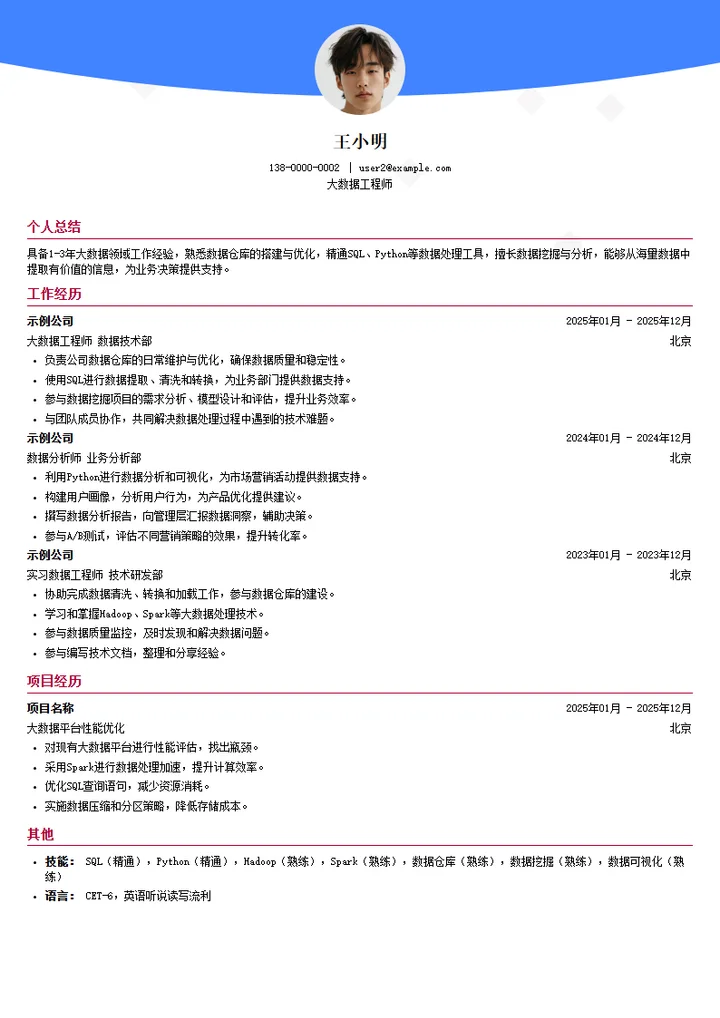 王小明
138-0000-0002 | user2@example.com
大数据工程师
个人总结
具备1-3年大数据领域工作经验，熟悉数据仓库的搭建与优化，精通SQL、Python等数据处理工具，擅长数据挖掘与分析，能够从海量数据中
提取有价值的信息，为业务决策提供支持。
工作经历
示例公司 2025年01月 - 2025年12月
大数据工程师 数据技术部 北京
• 负责公司数据仓库的日常维护与优化，确保数据质量和稳定性。
• 使用SQL进行数据提取、清洗和转换，为业务部门提供数据支持。
• 参与数据挖掘项目的需求分析、模型设计和评估，提升业务效率。
• 与团队成员协作，共同解决数据处理过程中遇到的技术难题。
示例公司 2024年01月 - 2024年12月
数据分析师 业务分析部 北京
• 利用Python进行数据分析和可视化，为市场营销活动提供数据支持。
• 构建用户画像，分析用户行为，为产品优化提供建议。
• 撰写数据分析报告，向管理层汇报数据洞察，辅助决策。
• 参与A/B测试，评估不同营销策略的效果，提升转化率。
示例公司 2023年01月 - 2023年12月
实习数据工程师 技术研发部 北京
• 协助完成数据清洗、转换和加载工作，参与数据仓库的建设。
• 学习和掌握Hadoop、Spark等大数据处理技术。
• 参与数据质量监控，及时发现和解决数据问题。
• 参与编写技术文档，整理和分享经验。
项目经历
项目名称 2025年01月 - 2025年12月
大数据平台性能优化 北京
• 对现有大数据平台进行性能评估，找出瓶颈。
• 采用Spark进行数据处理加速，提升计算效率。
• 优化SQL查询语句，减少资源消耗。
• 实施数据压缩和分区策略，降低存储成本。
其他
• 技能： SQL（精通），Python（精通），Hadoop（熟练），Spark（熟练），数据仓库（熟练），数据挖掘（熟练），数据可视化（熟
练）
• 语言： CET-6，英语听说读写流利